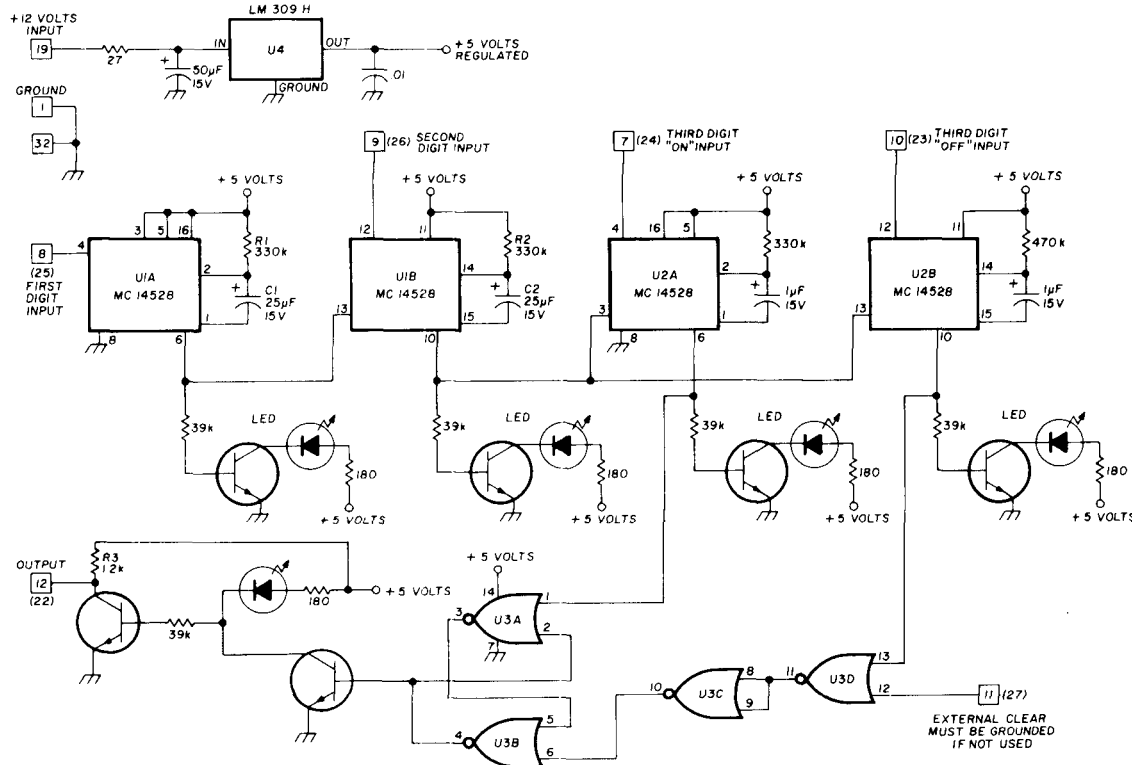 LM 309 H
+12 VOLTS
INPUT
19
27
+
50µF
15V
IN
U4
OUT
GROUND
.01
+5 VOLTS
REGULATED
GROUND
1
32
9 (26) SECOND
DIGIT INPUT
7 (24) THIRD DIGIT
"ON" INPUT
10 (23) THIRD DIGIT
"OFF" INPUT
+5 VOLTS
+5 VOLTS
+5 VOLTS
+5 VOLTS
8
(25)
FIRST
DIGIT
INPUT
4
3
5
16
U1A
MC 14528
2
1
8
6
R1
330k
+
C1
25µF
15V
12
11
U1B
MC 14528
13
14
15
10
R2
330k
+
C2
25µF
15V
4
16
5
U2A
MC 14528
3
2
1
8
6
330k
+
1µF
15V
12
11
U2B
MC 14528
13
14
15
10
470k
+
1µF
15V
39k
LED
180
+5 VOLTS
39k
LED
180
+5 VOLTS
39k
LED
180
+5 VOLTS
39k
LED
180
+5 VOLTS
OUTPUT
12
(22)
R3
1.2k
39k
180
+5 VOLTS
+5 VOLTS
14
3
U3A
1
2
7
4
U3B
5
6
10
U3C
8
9
11
U3D
13
12
11 (27)
EXTERNAL CLEAR
MUST BE GROUNDED
IF NOT USED